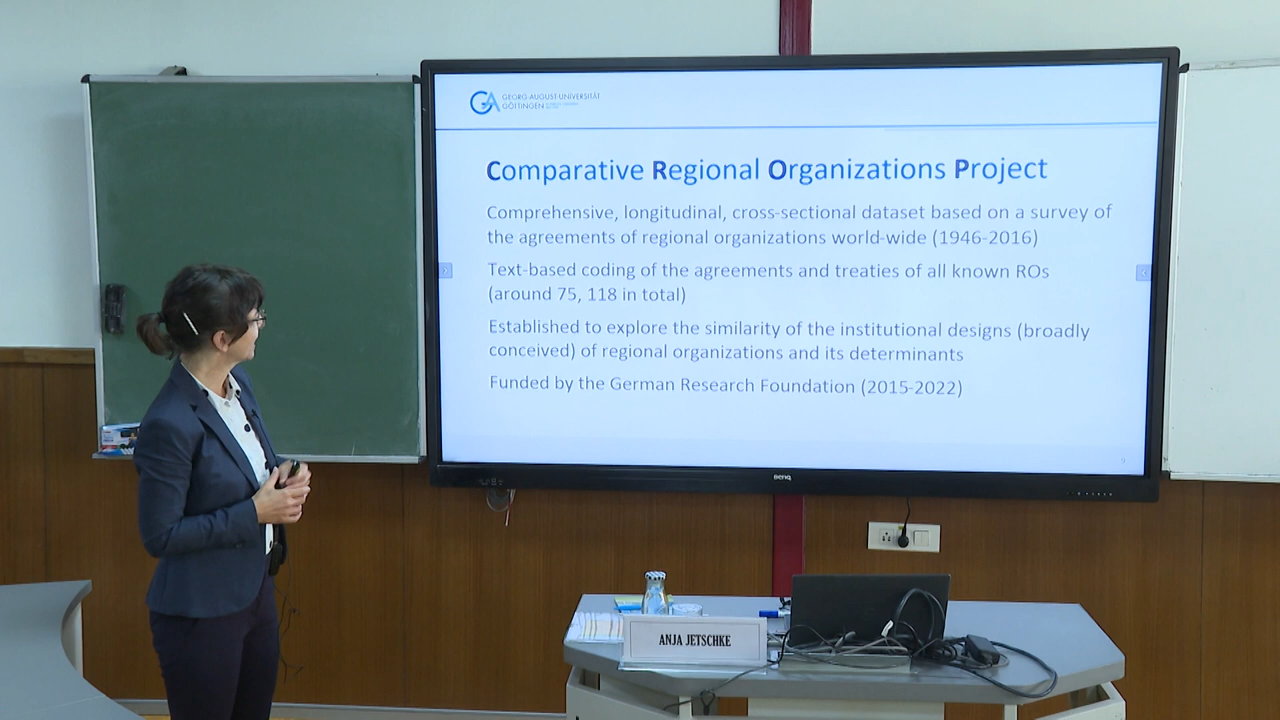 GEORG-AUGUST-UNIVERSITÄT
GÖTTINGEN
Comparative Regional Organizations Project
Comprehensive, longitudinal, cross-sectional dataset based on a survey of
the agreements of regional organizations world-wide (1946-2016)
Text-based coding of the agreements and treaties of all known ROs
(around 75, 118 in total)
Established to explore the similarity of the institutional designs (broadly
conceived) of regional organizations and its determinants
Funded by the German Research Foundation (2015-2022)
9
BenQ
ANJA JETSCHKE